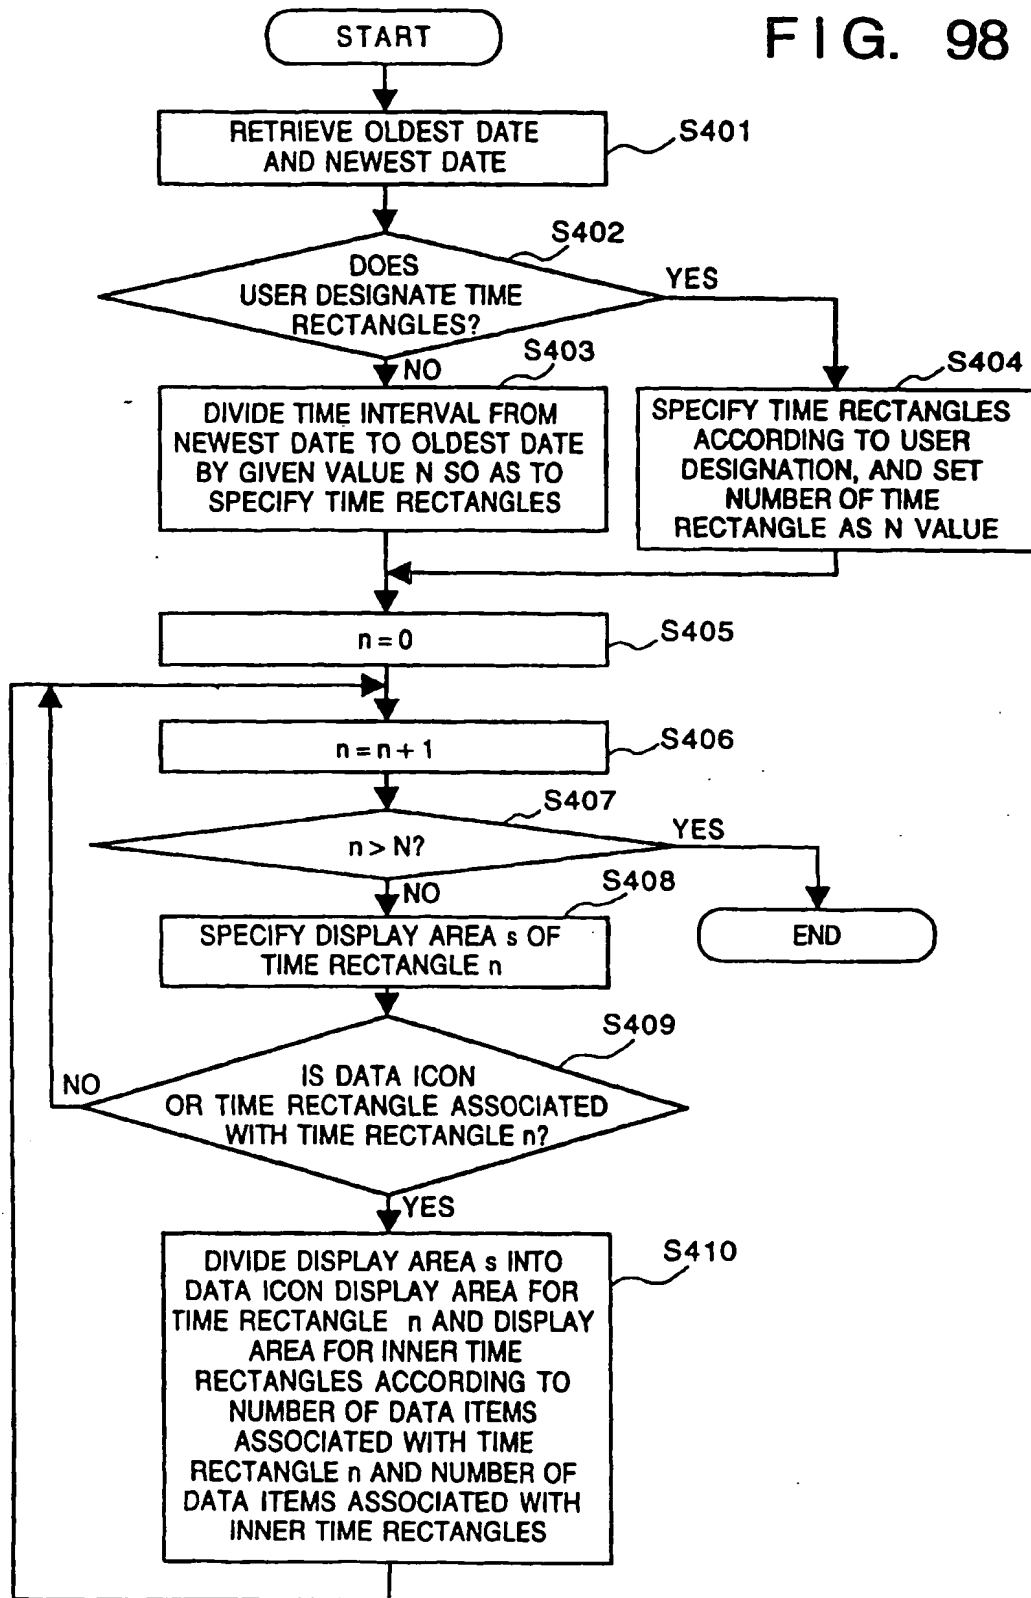 FIG. 98
START
RETRIEVE OLDEST DATE
AND NEWEST DATE
S401
S402
DOES
USER DESIGNATE TIME
RECTANGLES?
YES
NO
S403
DIVIDE TIME INTERVAL FROM
NEWEST DATE TO OLDEST DATE
BY GIVEN VALUE N SO AS TO
SPECIFY TIME RECTANGLES
S404
SPECIFY TIME RECTANGLES
ACCORDING TO USER
DESIGNATION, AND SET
NUMBER OF TIME
RECTANGLE AS N VALUE
n = 0
S405
n = n + 1
S406
S407
n > N?
YES
NO
END
S408
SPECIFY DISPLAY AREA s OF
TIME RECTANGLE n
S409
IS DATA ICON
OR TIME RECTANGLE ASSOCIATED
WITH TIME RECTANGLE n?
NO
YES
S410
DIVIDE DISPLAY AREA s INTO
DATA ICON DISPLAY AREA FOR
TIME RECTANGLE n AND DISPLAY
AREA FOR INNER TIME
RECTANGLES ACCORDING TO
NUMBER OF DATA ITEMS
ASSOCIATED WITH TIME
RECTANGLE n AND NUMBER OF
DATA ITEMS ASSOCIATED WITH
INNER TIME RECTANGLES